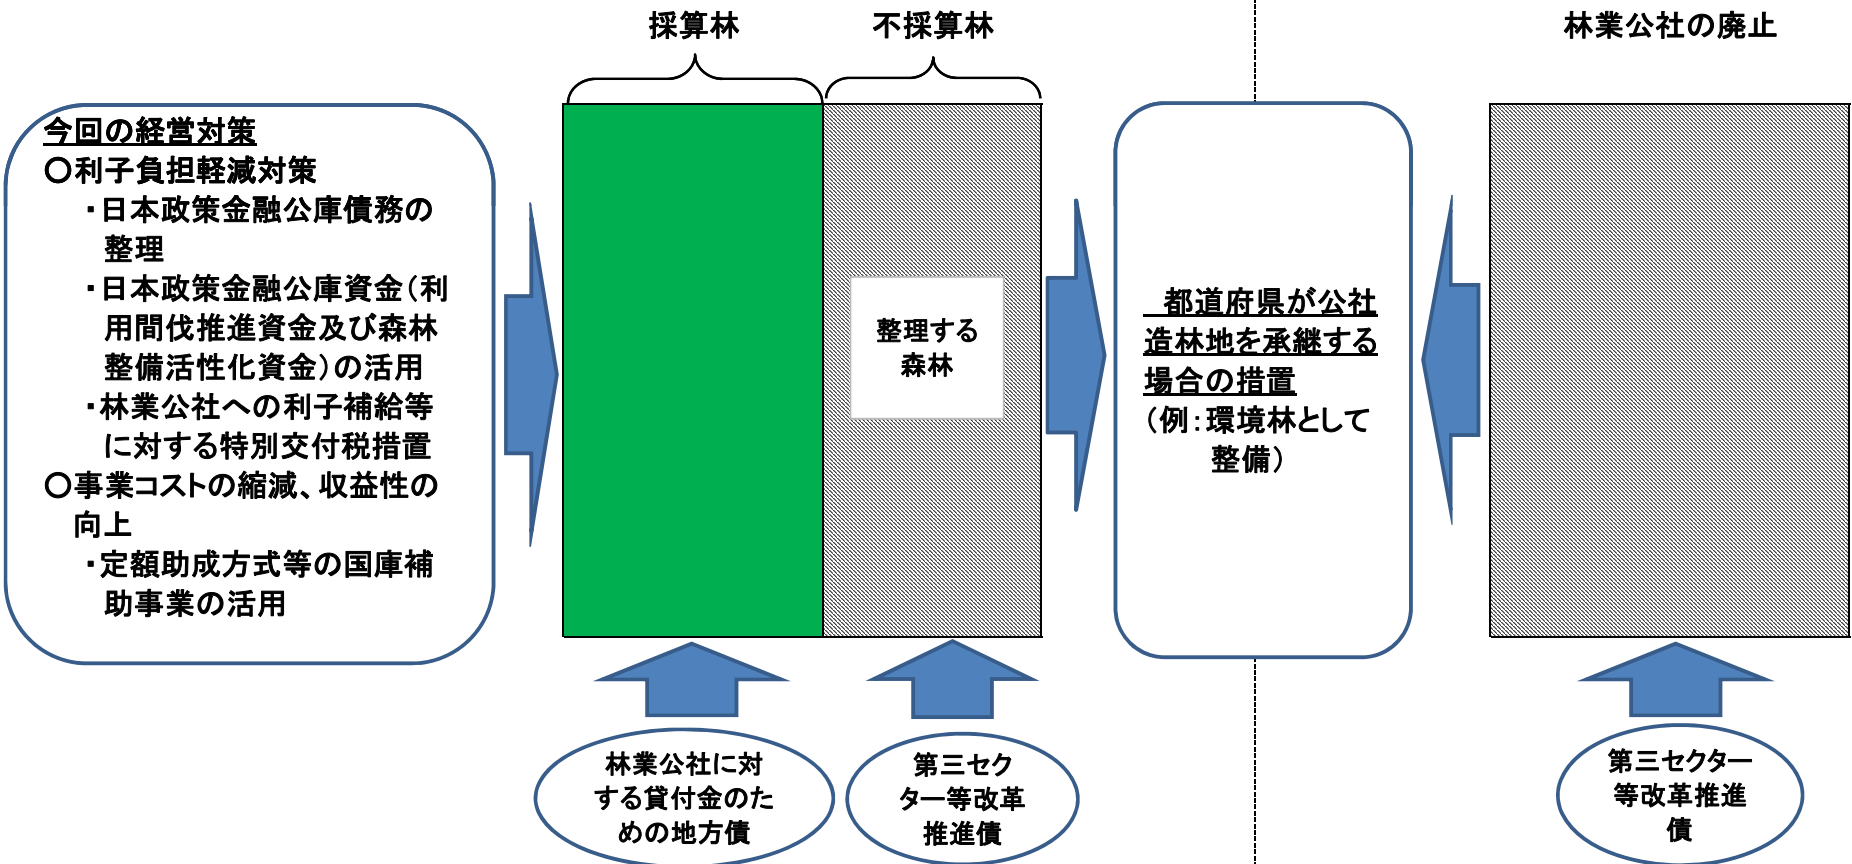 採算林
不採算林
林業公社の廃止
今回の経営対策
○利子負担軽減対策
・日本政策金融公庫債務の
整理
・日本政策金融公庫資金（利
用間伐推進資金及び森林
整備活性化資金）の活用
・林業公社への利子補給等
に対する特別交付税措置
○事業コストの縮減、収益性の
向上
・定額助成方式等の国庫補
助事業の活用
整理する
森林
都道府県が公社
造林地を承継する
場合の措置
（例：環境林として
整備）
林業公社に対
する貸付金のた
めの地方債
第三セク
ター等改革
推進債
第三セクター
等改革推進
債